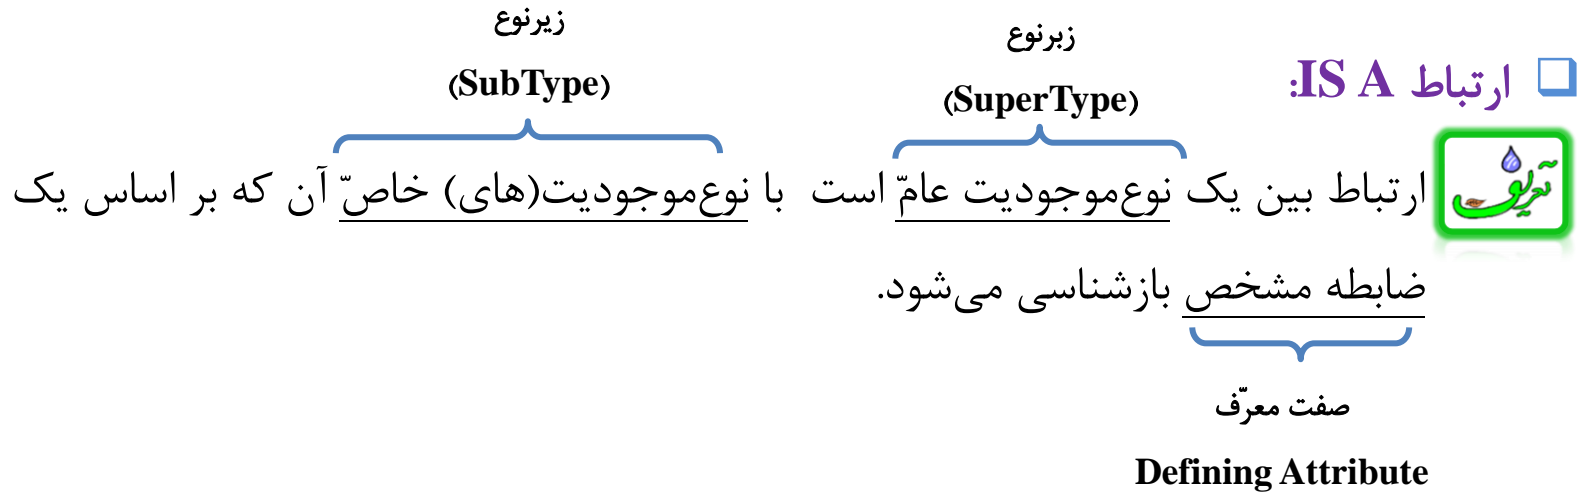 ارتباط IS A:
زیرنوع
(SubType)
زبرنوع
(SuperType)
تعریف
ارتباط بین یک نوع‌موجودیت عامّ است با نوع‌موجودیت(های) خاصّ آن که بر اساس یک
ضابطه مشخص بازشناسی می‌شود.
صفت معرّف
Defining Attribute